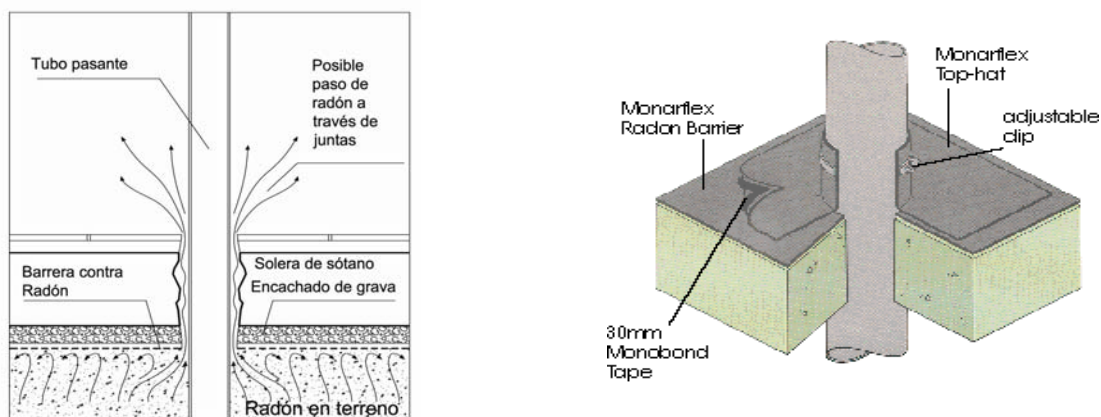 Tubo pasante
Posible
paso de
radón a
través de
juntas
Barrera contra
Radón
Solera de sótano
Encachado de grava
Radón en terreno
Monarflex
Top-hat
Monarflex
Radon Barrier
adjustable
clip
30mm
Monobond
Tape